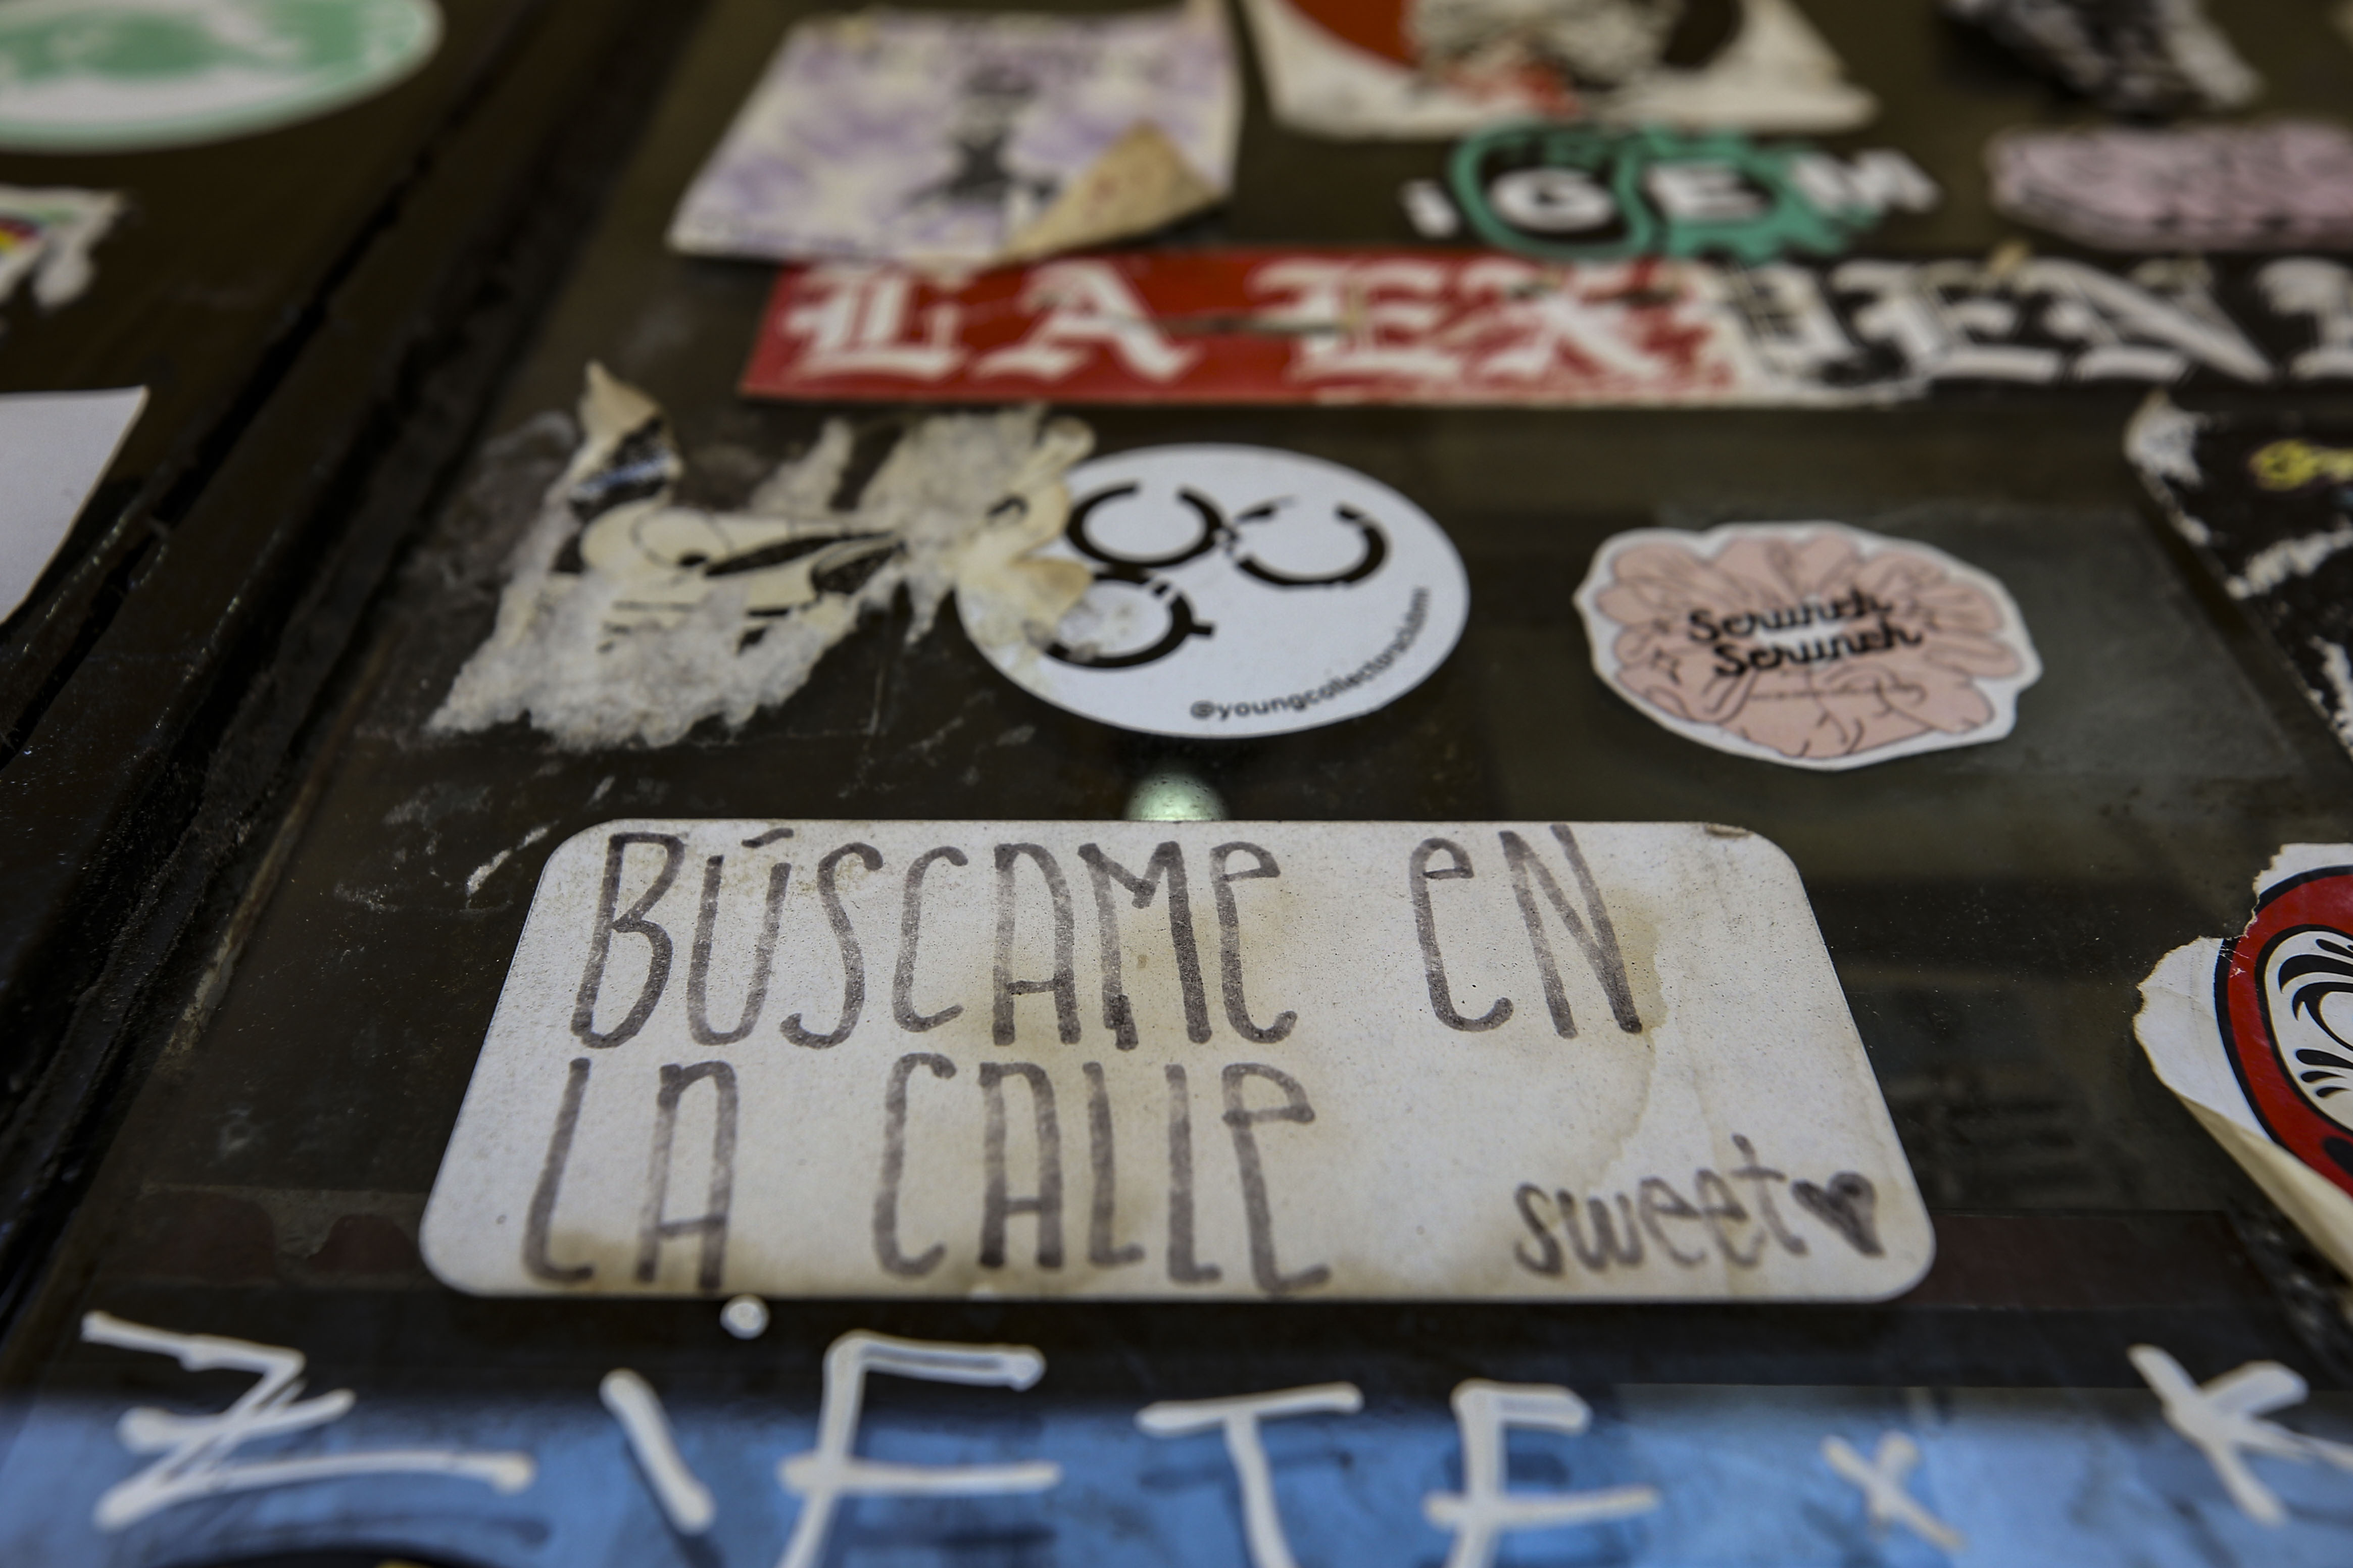 IGEM
LA EX
@youngcollectorsclub
Scrunch
Scrunch
BÚSCAMe eN
LA CALLe
sweet♥